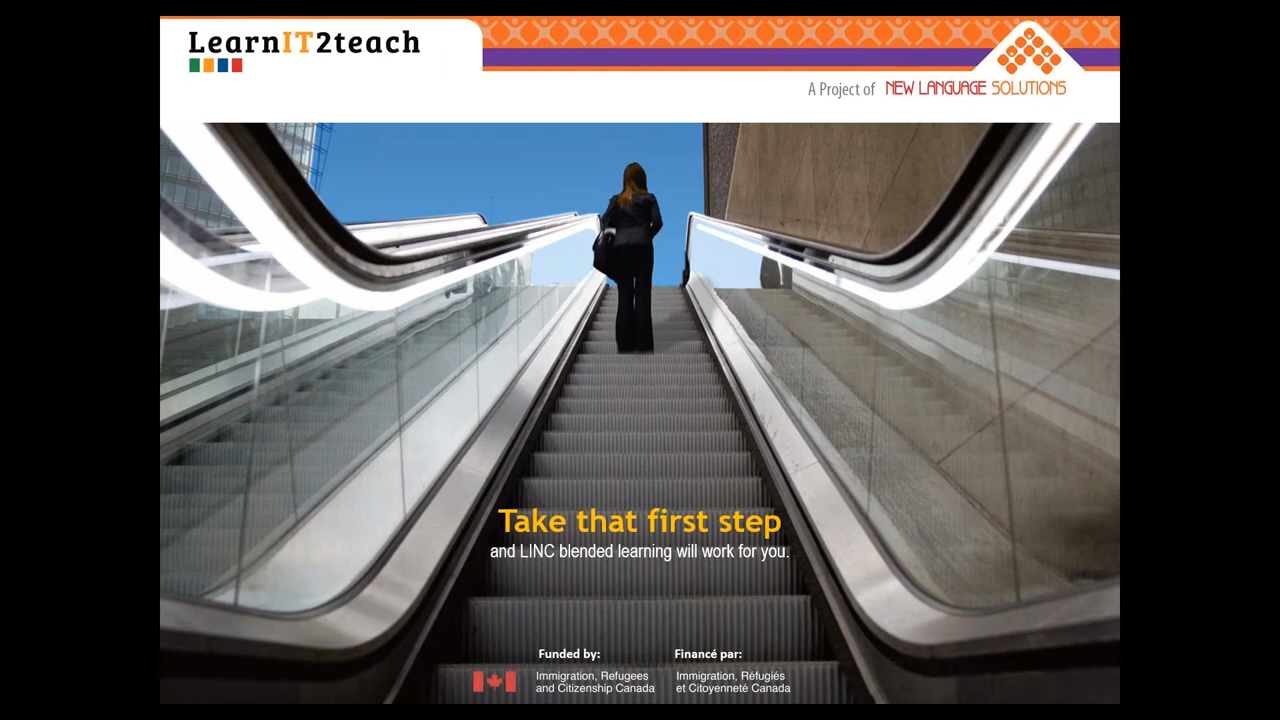 LearnIT2teach
A Project of NEW LANGUAGE SOLUTIONS
Take that first step
and LINC blended learning will work for you.
Funded by:
Immigration, Refugees
and Citizenship Canada
Financé par:
Immigration, Réfugiés
et Citoyenneté Canada